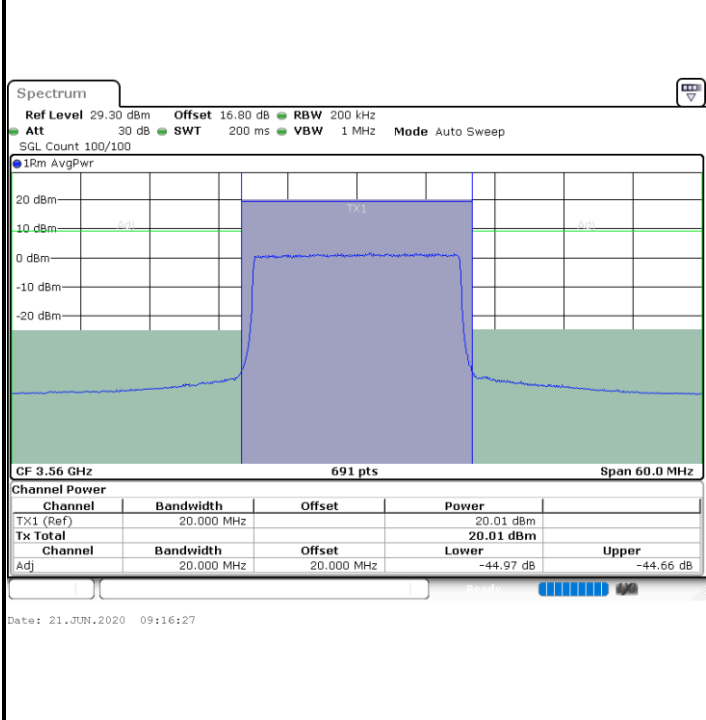 Spectrum
Ref Level 29.30 dBm Offset 16.80 dB RBW 200 kHz
Att 30 dB SWT 200 ms VBW 1 MHz Mode Auto Sweep
SGL Count 100/100
1Rm AvgPwr
20 dBm
TX1
10 dBm Adj Adj
0 dBm
-10 dBm
-20 dBm
CF 3.56 GHz 691 pts Span 60.0 MHz
Channel Power
Channel Bandwidth Offset Power
TX1 (Ref) 20.000 MHz 20.01 dBm
Tx Total 20.01 dBm
Channel Bandwidth Offset Lower Upper
Adj 20.000 MHz 20.000 MHz -44.97 dB -44.66 dB
Ready
Date: 21.JUN.2020 09:16:27